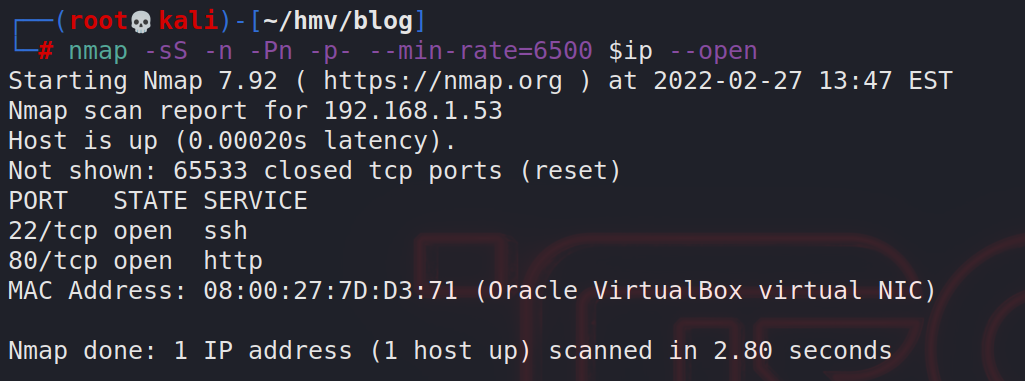 ┌──(root💀kali)-[~/hmv/blog]
└─# nmap -sS -n -Pn -p- --min-rate=6500 $ip --open
Starting Nmap 7.92 ( https://nmap.org ) at 2022-02-27 13:47 EST
Nmap scan report for 192.168.1.53
Host is up (0.00020s latency).
Not shown: 65533 closed tcp ports (reset)
PORT   STATE SERVICE
22/tcp open  ssh
80/tcp open  http
MAC Address: 08:00:27:7D:D3:71 (Oracle VirtualBox virtual NIC)
Nmap done: 1 IP address (1 host up) scanned in 2.80 seconds